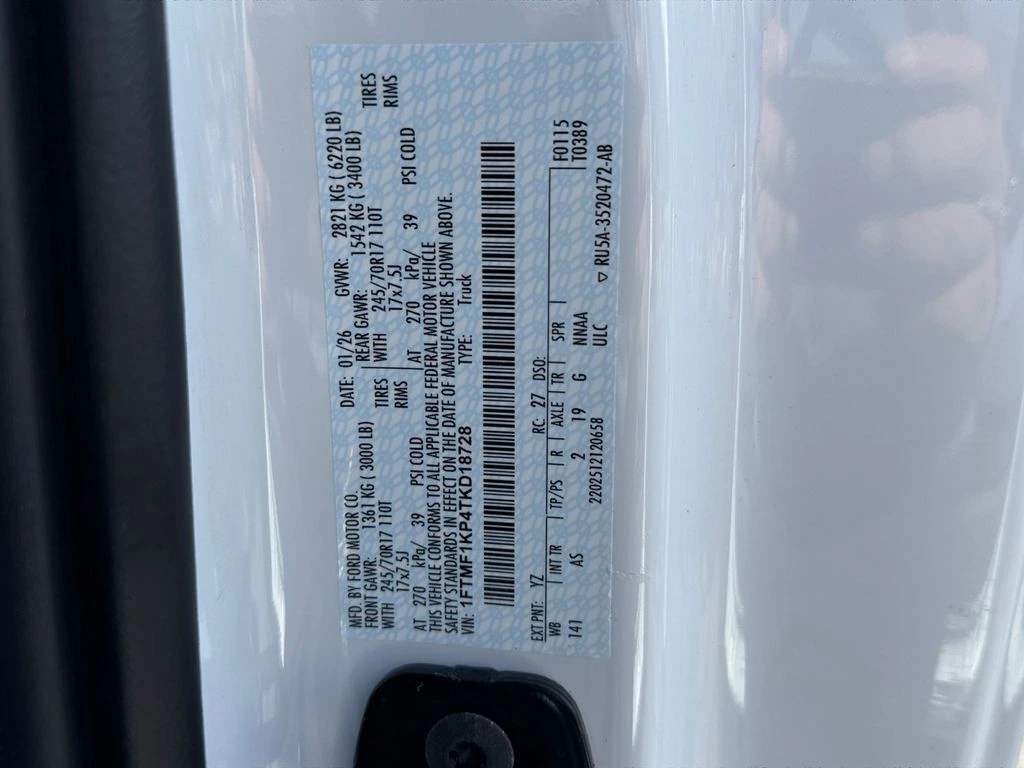 MFD. BY FORD MOTOR CO.
DATE: 01/26 GVWR: 2821 KG ( 6220 LB)
FRONT GAWR: 1361 KG ( 3000 LB)
REAR GAWR: 1542 KG ( 3400 LB)
WITH 245/70R17 110T TIRES
WITH 245/70R17 110T TIRES
17x7.5J RIMS
17x7.5J RIMS
AT 270 kPa/ 39 PSI COLD
AT 270 kPa/ 39 PSI COLD
THIS VEHICLE CONFORMS TO ALL APPLICABLE FEDERAL MOTOR VEHICLE
SAFETY STANDARDS IN EFFECT ON THE DATE OF MANUFACTURE SHOWN ABOVE.
VIN: 1FTMF1KP4TKD18728 TYPE: Truck
EXT PNT: YZ RC: 27 DSO: F0115
WB INT TR TP/PS R AXLE TR SPR T0389
141 AS 2 19 G NNAA
2202512120658 ULC ▽ RU5A-3520472-AB